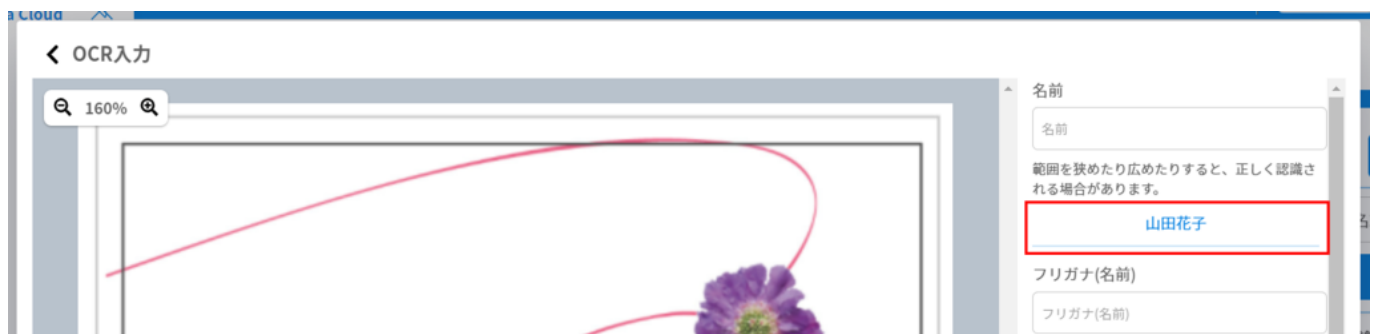 a Cloud
OCR入力
160%
名前
名前
範囲を狭めたり広めたりすると、正しく認識さ
れる場合があります。
山田花子
フリガナ(名前)
フリガナ(名前)